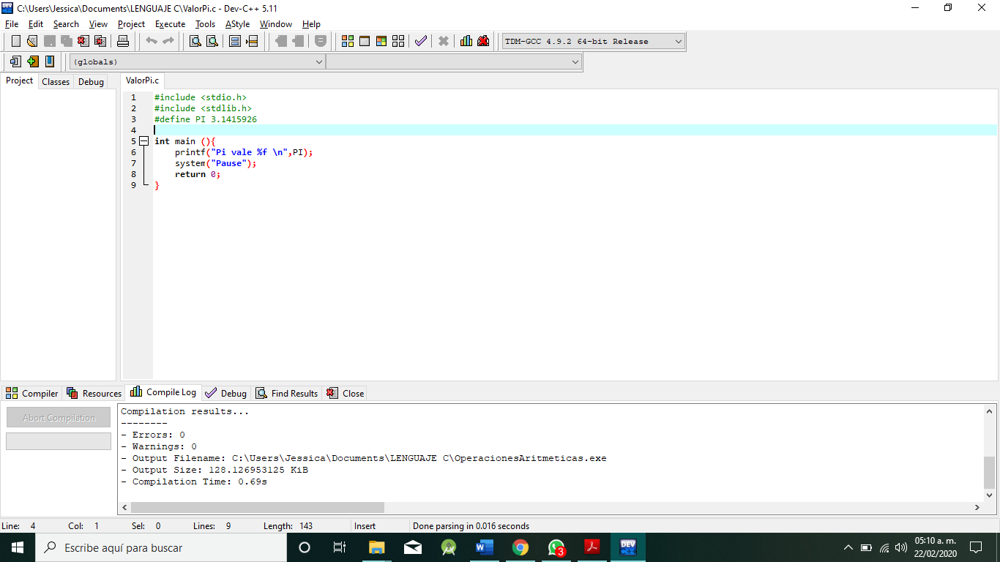 C:\Users\Jessica\Documents\LENGUAJE C\ValorPi.c - Dev-C++ 5.11
File Edit Search View Project Execute Tools AStyle Window Help
TDM-GCC 4.9.2 64-bit Release
(globals)
Project Classes Debug
ValorPi.c
1 #include <stdio.h>
2 #include <stdlib.h>
3 #define PI 3.1415926
4
5 int main (){
6 printf("Pi vale %f \n",PI);
7 system("Pause");
8 return 0;
9 }
Compiler Resources Compile Log Debug Find Results Close
Abort Compilation
Compilation results...
--------
- Errors: 0
- Warnings: 0
- Output Filename: C:\Users\Jessica\Documents\LENGUAJE C\OperacionesAritmeticas.exe
- Output Size: 128.126953125 KiB
- Compilation Time: 0.69s
Line: 4 Col: 1 Sel: 0 Lines: 9 Length: 143 Insert Done parsing in 0.016 seconds
Escribe aquí para buscar
3
DEV
05:10 a. m.
22/02/2020